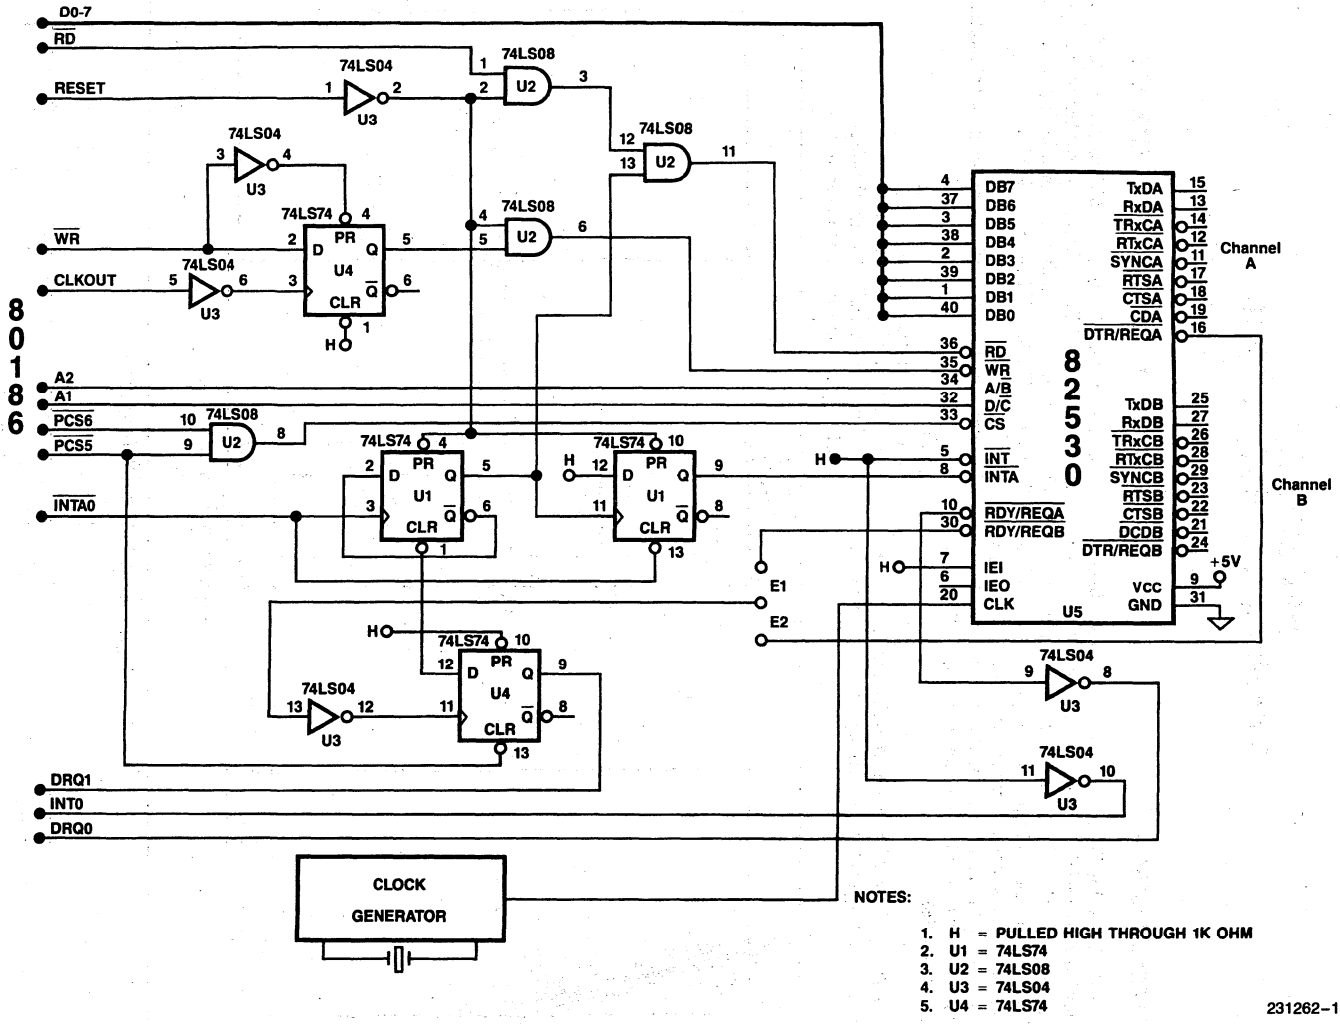 D0-7
RD
RESET
WR
CLKOUT
80186
A2
A1
PCS6
PCS5
INTA0
DRQ1
INT0
DRQ0
74LS04
1 2
U3
74LS08
1
2
U2
3
74LS04
3 4
U3
74LS08
12
13
U2
11
74LS74
4
PR
2 D Q 5
U4
3 Q 6
CLR
1
H
74LS04
5 6
U3
74LS08
4
5
U2
6
74LS08
10
9
U2
8
74LS74
4
PR
2 D Q 5
U1
3 Q 6
CLR
1
74LS74
10
PR
H 12 D Q 9
U1
11 Q 8
CLR
13
H
74LS74
10
PR
12 D Q 9
U4
11 Q 8
CLR
13
74LS04
13 12
U3
E1
E2
H
H
4 DB7
37 DB6
3 DB5
38 DB4
2 DB3
39 DB2
1 DB1
40 DB0
36 RD
35 WR
34 A/B
32 D/C
33 CS
5 INT
8 INTA
10 RDY/REQA
30 RDY/REQB
7 IEI
6 IEO
20 CLK
82530
U5
TxDA 15
RxDA 13
TRxCA 14
RTxCA 12
SYNCA 11
RTSA 17
CTSA 18
CDA 19
DTR/REQA 16
Channel
A
TxDB 25
RxDB 27
TRxCB 26
RTxCB 28
SYNCB 29
RTSB 23
CTSB 22
DCDB 21
DTR/REQB 24
Channel
B
VCC 9
+5V
GND 31
74LS04
9 8
U3
74LS04
11 10
U3
CLOCK
GENERATOR
NOTES:
1. H = PULLED HIGH THROUGH 1K OHM
2. U1 = 74LS74
3. U2 = 74LS08
4. U3 = 74LS04
5. U4 = 74LS74
231262-1